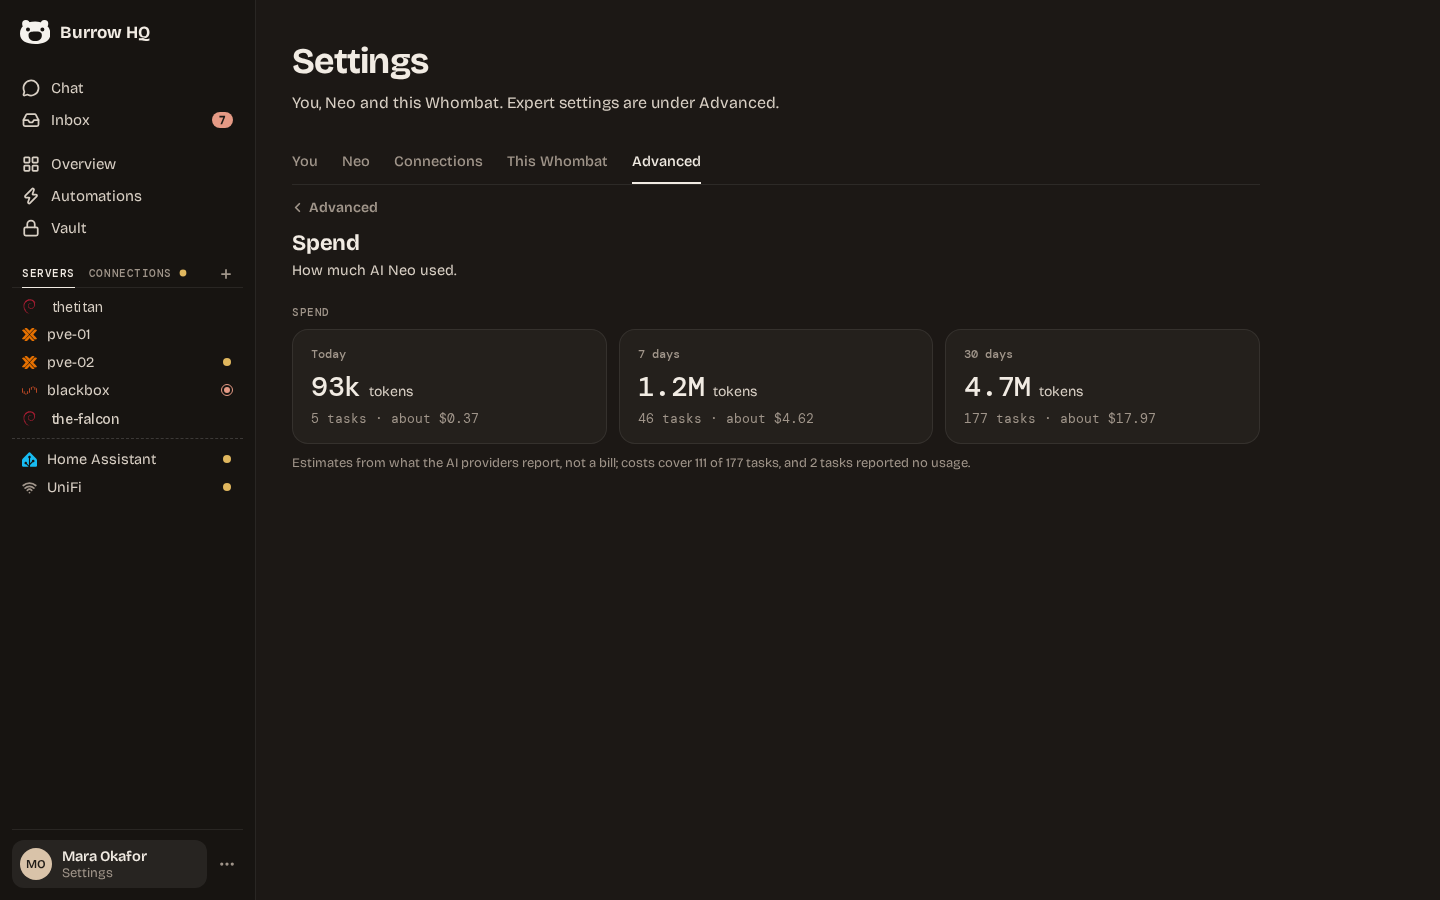 Burrow HQ
Chat
Inbox 7
Overview
Automations
Vault
SERVERS CONNECTIONS
thetitan
pve-01
pve-02
blackbox
the-falcon
Home Assistant
UniFi
MO
Mara Okafor
Settings
Settings
You, Neo and this Whombat. Expert settings are under Advanced.
You Neo Connections This Whombat Advanced
Advanced
Spend
How much AI Neo used.
SPEND
Today
93k tokens
5 tasks · about $0.37
7 days
1.2M tokens
46 tasks · about $4.62
30 days
4.7M tokens
177 tasks · about $17.97
Estimates from what the AI providers report, not a bill; costs cover 111 of 177 tasks, and 2 tasks reported no usage.